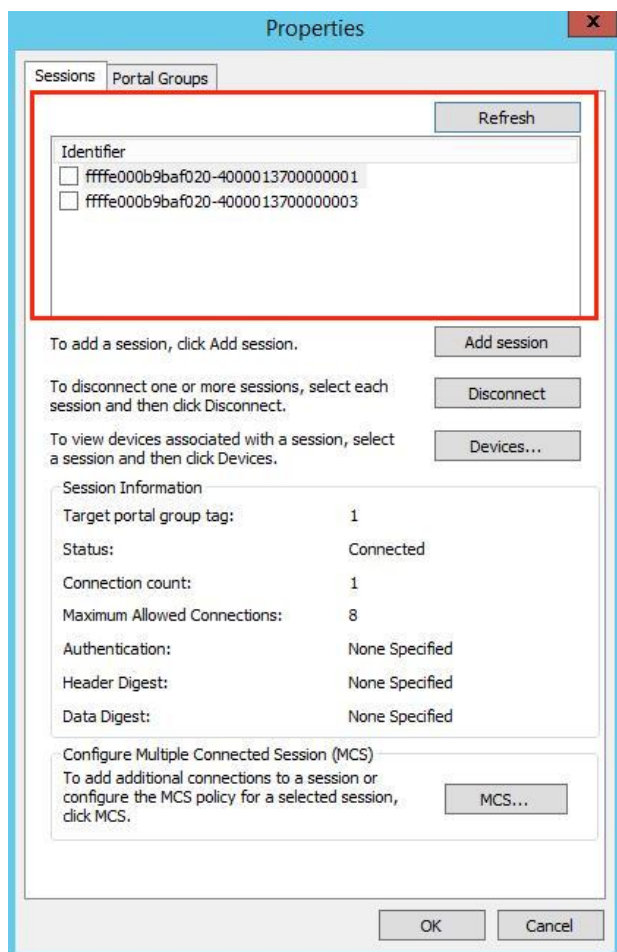 Properties
x
Sessions
Portal Groups
Refresh
Identifier
ffffe000b9baf020-4000013700000001
ffffe000b9baf020-4000013700000003
To add a session, click Add session.
Add session
To disconnect one or more sessions, select each
session and then click Disconnect.
Disconnect
To view devices associated with a session, select
a session and then click Devices.
Devices...
Session Information
Target portal group tag: 1
Status: Connected
Connection count: 1
Maximum Allowed Connections: 8
Authentication: None Specified
Header Digest: None Specified
Data Digest: None Specified
Configure Multiple Connected Session (MCS)
To add additional connections to a session or
configure the MCS policy for a selected session,
click MCS.
MCS...
OK
Cancel